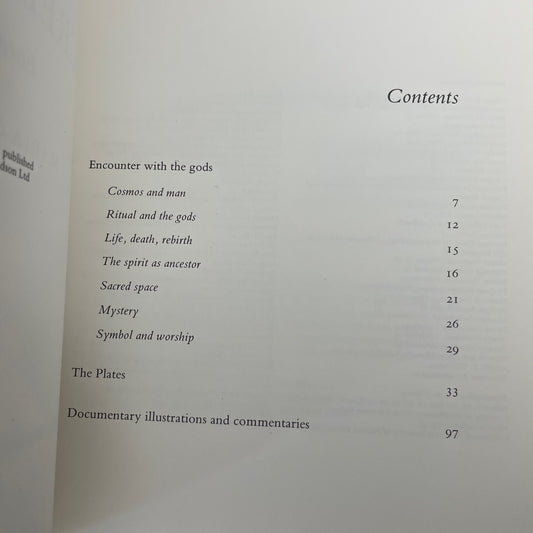 published
dson Ltd
Contents
Encounter with the gods
Cosmos and man 7
Ritual and the gods 12
Life, death, rebirth 15
The spirit as ancestor 16
Sacred space 21
Mystery 26
Symbol and worship 29
The Plates 33
Documentary illustrations and commentaries 97